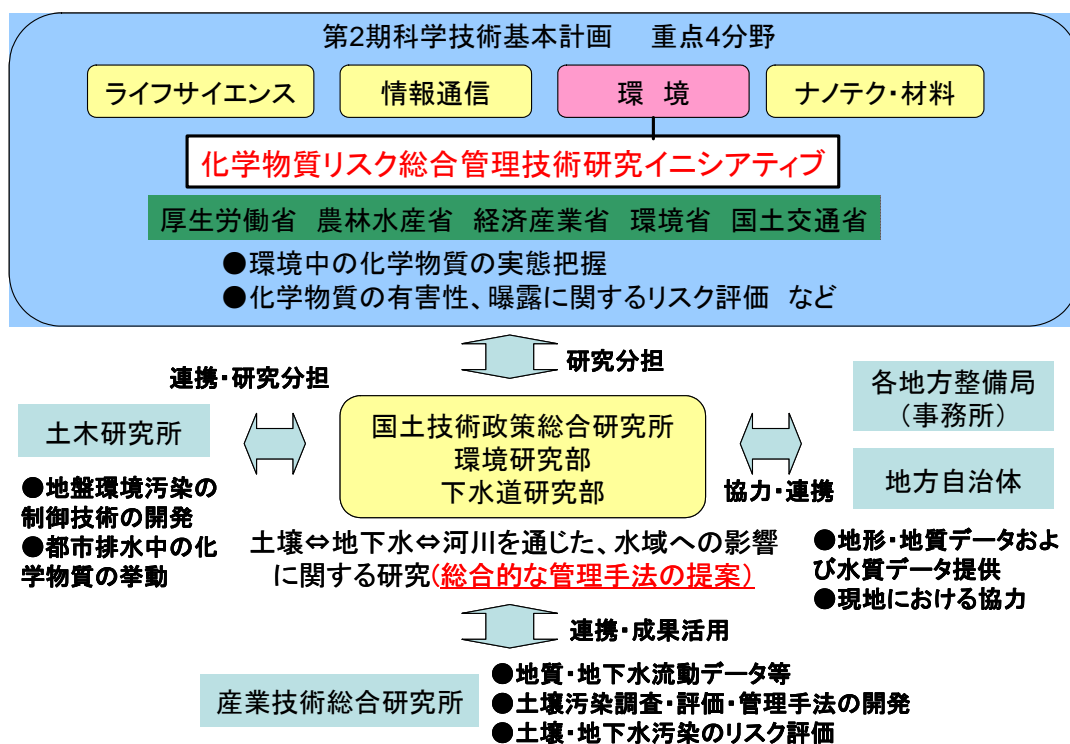 第2期科学技術基本計画　重点4分野
ライフサイエンス
情報通信
環　境
ナノテク・材料
化学物質リスク総合管理技術研究イニシアティブ
厚生労働省　農林水産省　経済産業省　環境省　国土交通省
●環境中の化学物質の実態把握
●化学物質の有害性、曝露に関するリスク評価　など
研究分担
連携・研究分担
土木研究所
●地盤環境汚染の
制御技術の開発
●都市排水中の化
学物質の挙動
国土技術政策総合研究所
環境研究部
下水道研究部
各地方整備局
（事務所）
協力・連携
地方自治体
●地形・地質データおよ
び水質データ提供
●現地における協力
土壌⇔地下水⇔河川を通じた、水域への影響
に関する研究(総合的な管理手法の提案)
連携・成果活用
産業技術総合研究所
●地質・地下水流動データ等
●土壌汚染調査・評価・管理手法の開発
●土壌・地下水汚染のリスク評価